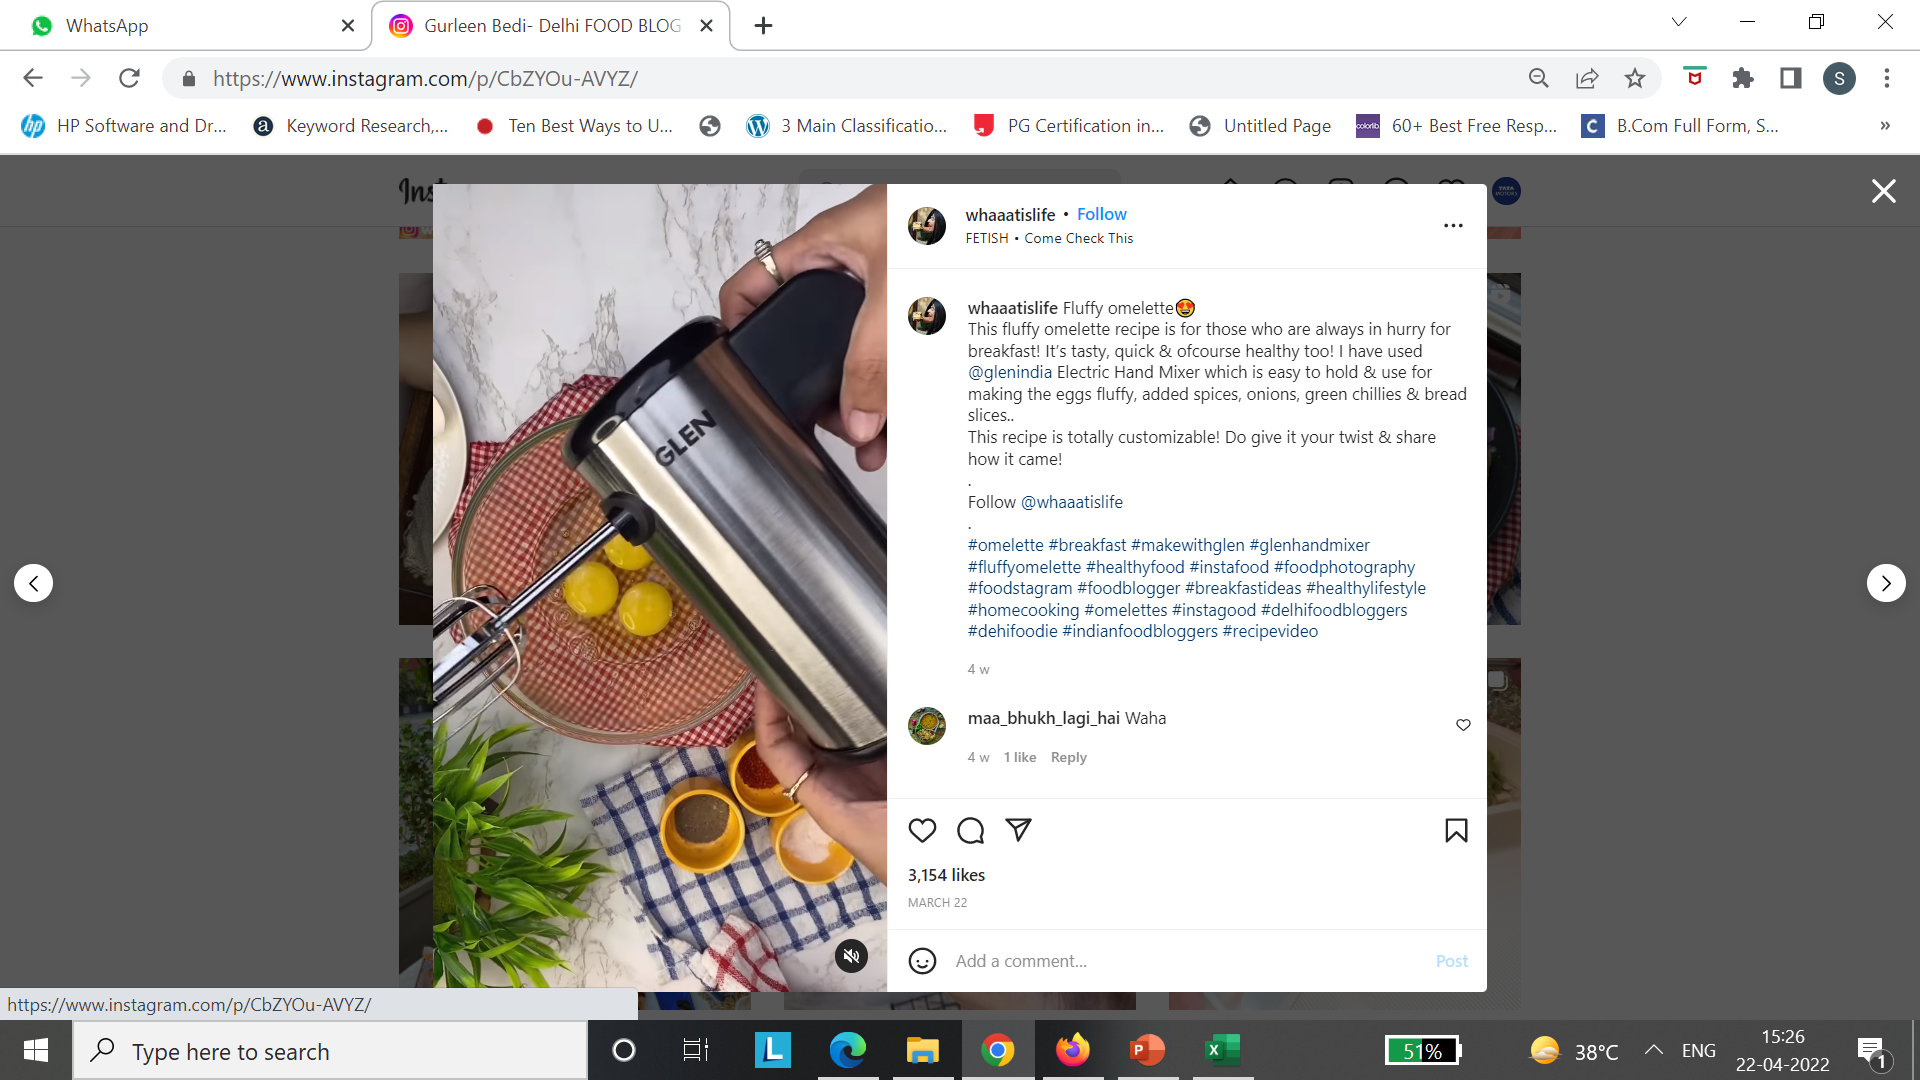 WhatsApp
Gurleen Bedi- Delhi FOOD BLOG
https://www.instagram.com/p/CbZYOu-AVYZ/
S
HP Software and Dr...
Keyword Research,...
Ten Best Ways to U...
3 Main Classificatio...
PG Certification in...
Untitled Page
60+ Best Free Resp...
B.Com Full Form, S...
»
GLEN
whaaatislife • Follow
FETISH • Come Check This
whaaatislife Fluffy omelette😍
This fluffy omelette recipe is for those who are always in hurry for
breakfast! It's tasty, quick & ofcourse healthy too! I have used
@glenindia Electric Hand Mixer which is easy to hold & use for
making the eggs fluffy, added spices, onions, green chillies & bread
slices..
This recipe is totally customizable! Do give it your twist & share
how it came!
.
Follow @whaaatislife
.
#omelette #breakfast #makewithglen #glenhandmixer
#fluffyomelette #healthyfood #instafood #foodphotography
#foodstagram #foodblogger #breakfastideas #healthylifestyle
#homecooking #omelettes #instagood #delhifoodbloggers
#dehifoodie #indianfoodbloggers #recipevideo
4 w
maa_bhukh_lagi_hai Waha
4 w 1 like Reply
3,154 likes
MARCH 22
Add a comment... Post
https://www.instagram.com/p/CbZYOu-AVYZ/
Type here to search
51%
38°C
ENG
15:26
22-04-2022
1